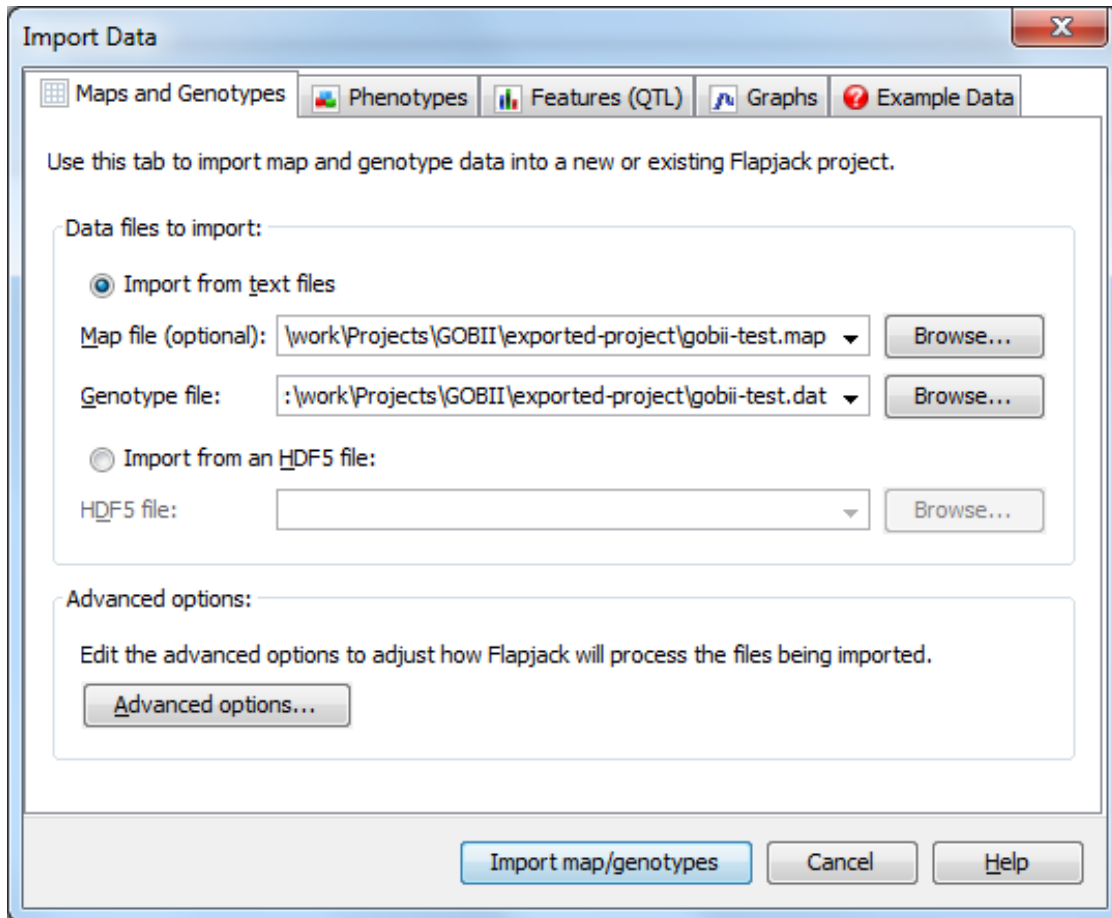 Import Data
Maps and Genotypes Phenotypes Features (QTL) Graphs Example Data
Use this tab to import map and genotype data into a new or existing Flapjack project.
Data files to import:
Import from text files
Map file (optional): \work\Projects\GOBII\exported-project\gobii-test.map Browse...
Genotype file: :\work\Projects\GOBII\exported-project\gobii-test.dat Browse...
Import from an HDF5 file:
HDF5 file: Browse...
Advanced options:
Edit the advanced options to adjust how Flapjack will process the files being imported.
Advanced options...
Import map/genotypes Cancel Help